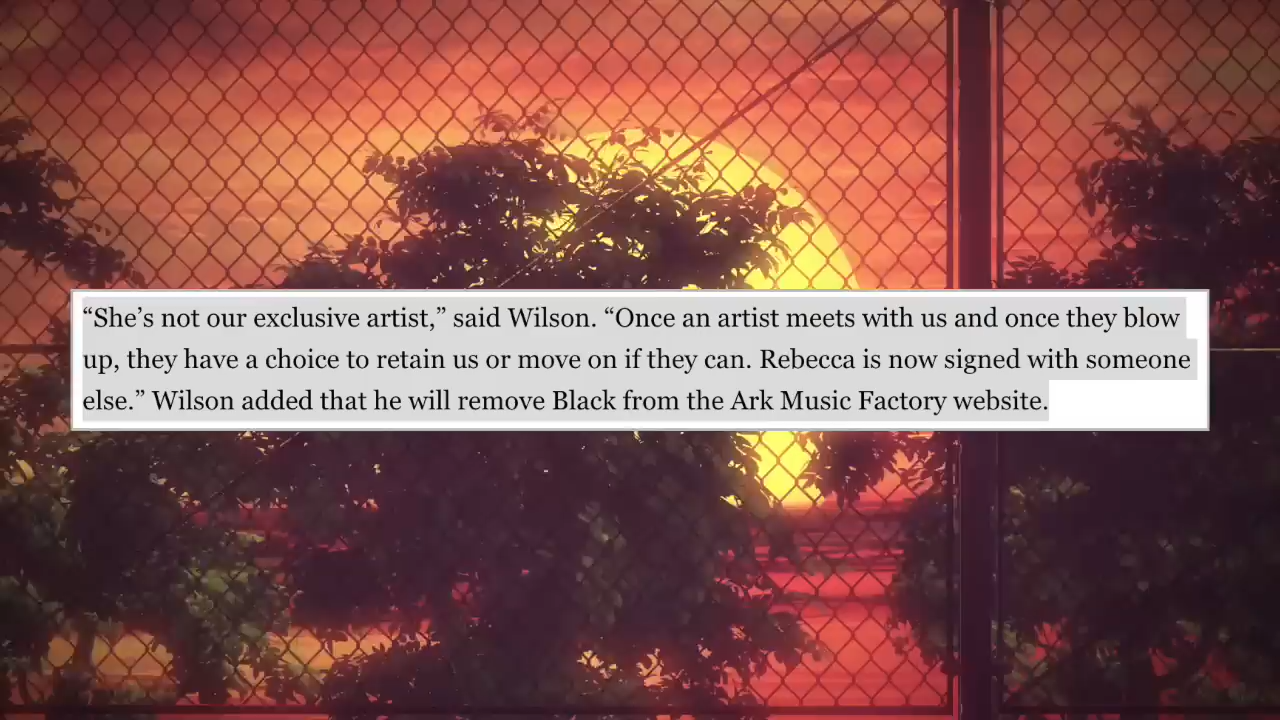 “She’s not our exclusive artist,” said Wilson. “Once an artist meets with us and once they blow
up, they have a choice to retain us or move on if they can. Rebecca is now signed with someone
else.” Wilson added that he will remove Black from the Ark Music Factory website.